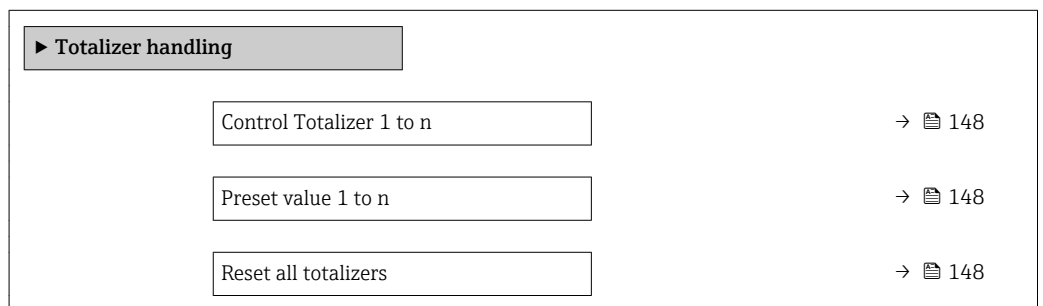 ▶ Totalizer handling
Control Totalizer 1 to n → 148
Preset value 1 to n → 148
Reset all totalizers → 148